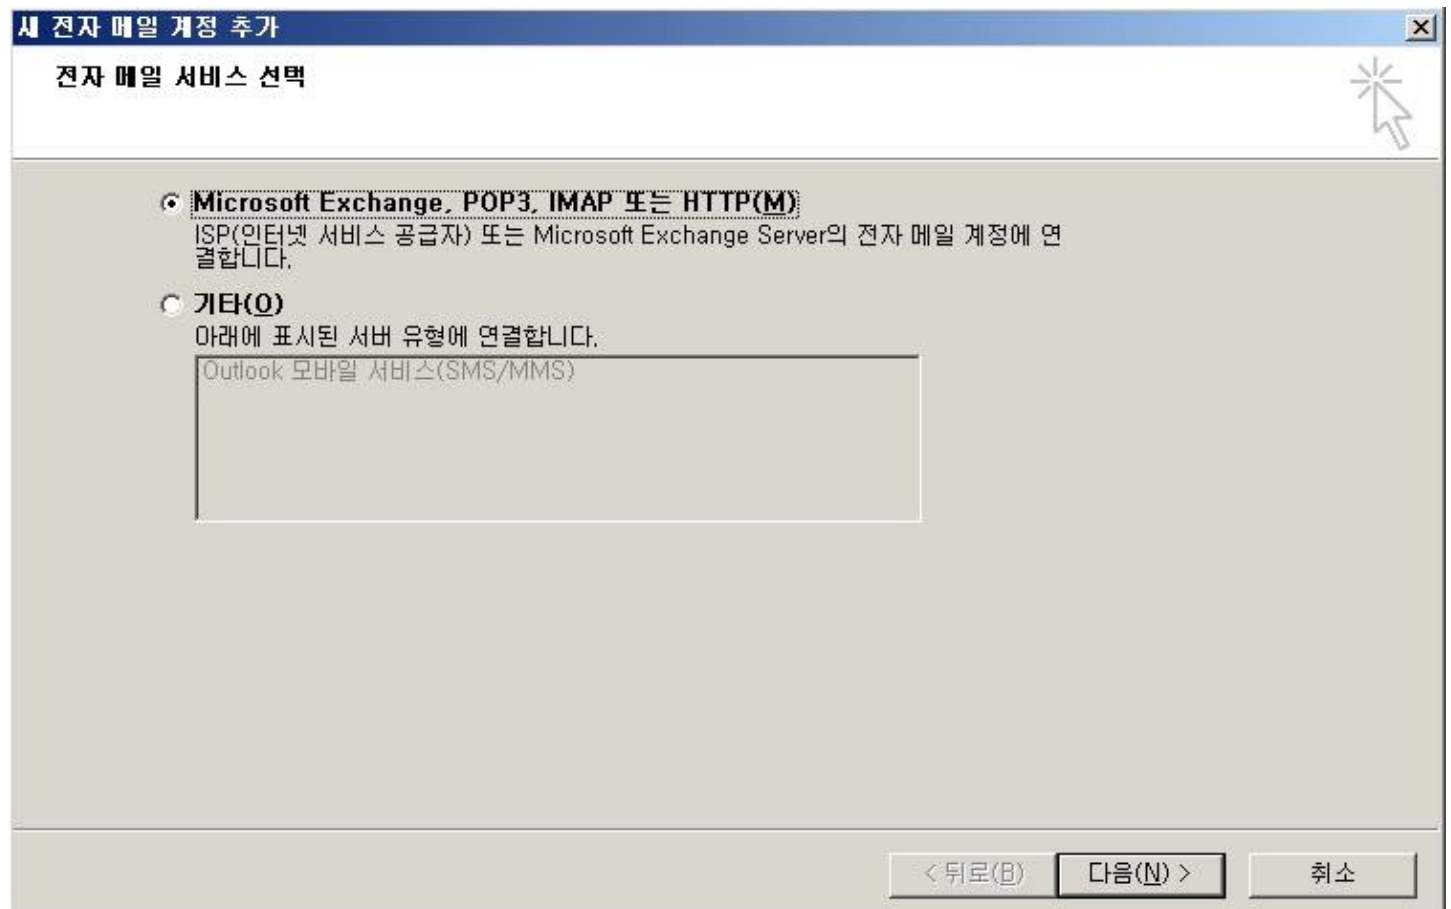 새 전자 메일 계정 추가
전자 메일 서비스 선택
Microsoft Exchange, POP3, IMAP 또는 HTTP(M)
ISP(인터넷 서비스 공급자) 또는 Microsoft Exchange Server의 전자 메일 계정에 연
결합니다.
기타(O)
아래에 표시된 서버 유형에 연결합니다.
Outlook 모바일 서비스(SMS/MMS)
< 뒤로(B) 다음(N) > 취소